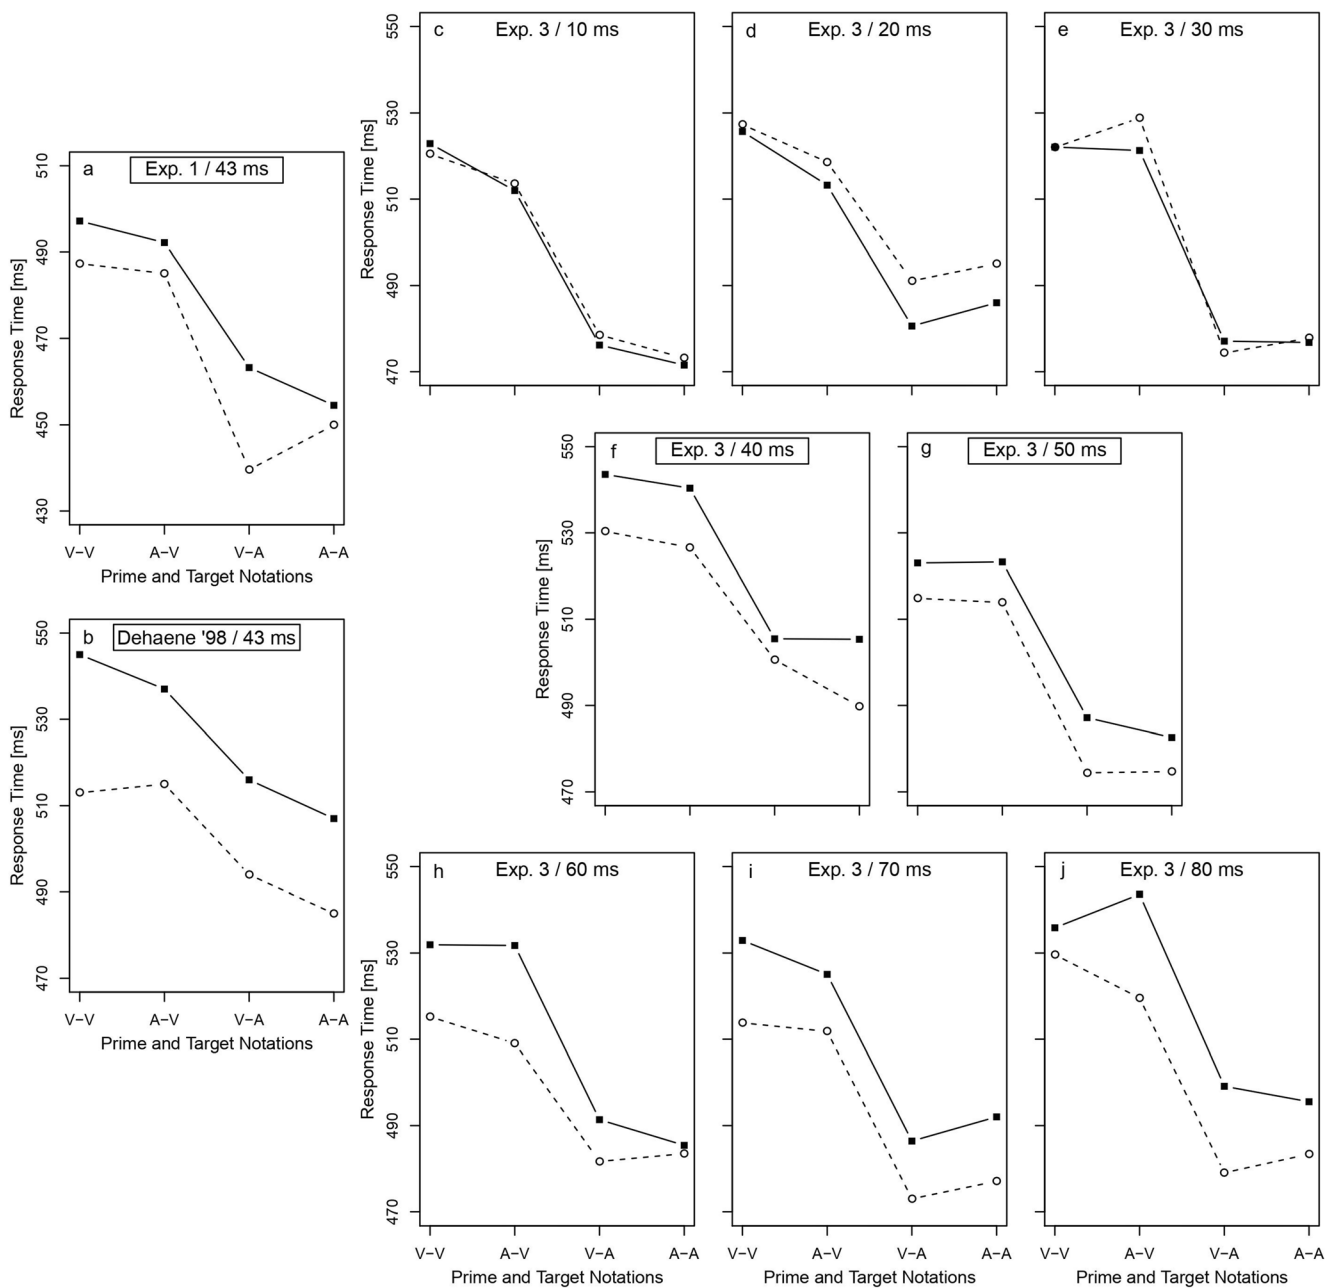 c
Exp. 3 / 10 ms
Response Time [ms]
550
530
510
490
470
d
Exp. 3 / 20 ms
e
Exp. 3 / 30 ms
a
Exp. 1 / 43 ms
Response Time [ms]
510
490
470
450
430
V−V A−V V−A A−A
Prime and Target Notations
f
Exp. 3 / 40 ms
Response Time [ms]
550
530
510
490
470
g
Exp. 3 / 50 ms
b
Dehaene '98 / 43 ms
Response Time [ms]
550
530
510
490
470
V−V A−V V−A A−A
Prime and Target Notations
h
Exp. 3 / 60 ms
Response Time [ms]
550
530
510
490
470
V−V A−V V−A A−A
Prime and Target Notations
i
Exp. 3 / 70 ms
V−V A−V V−A A−A
Prime and Target Notations
j
Exp. 3 / 80 ms
V−V A−V V−A A−A
Prime and Target Notations